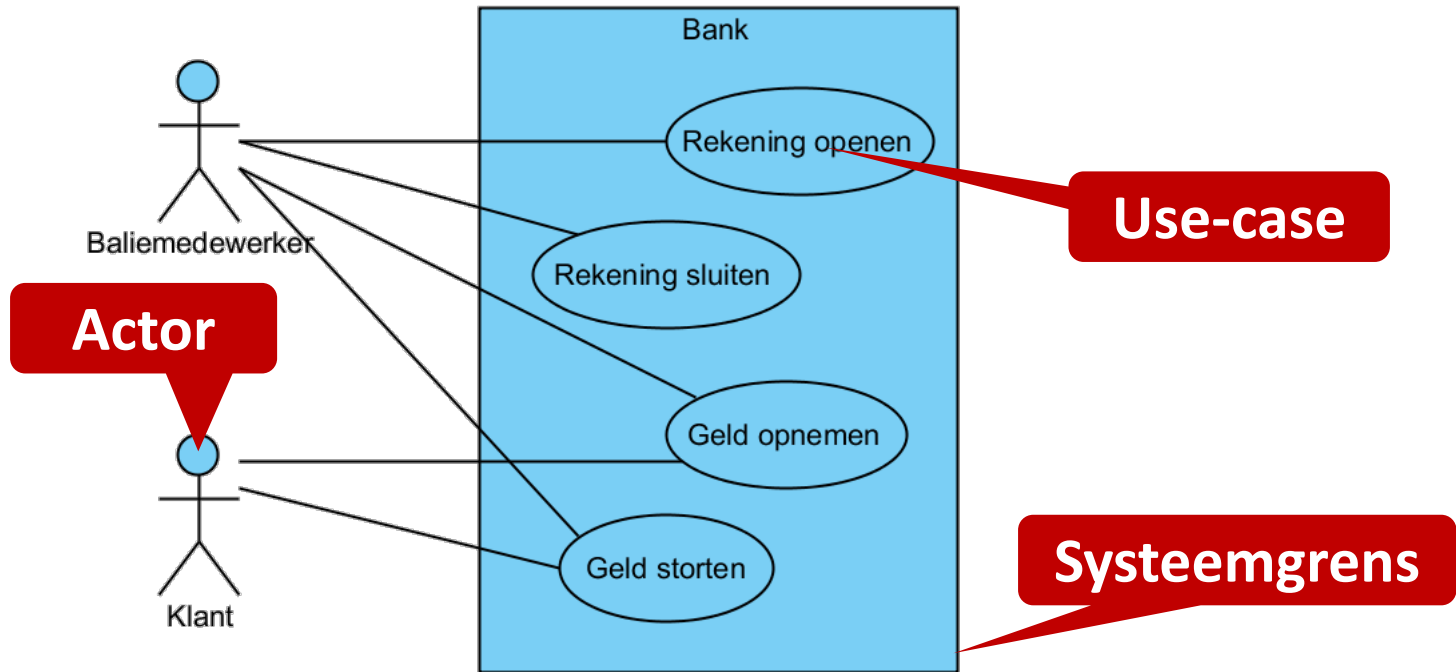 Bank
Rekening openen
Use-case
Baliemedewerker
Rekening sluiten
Actor
Geld opnemen
Systeemgrens
Geld storten
Klant